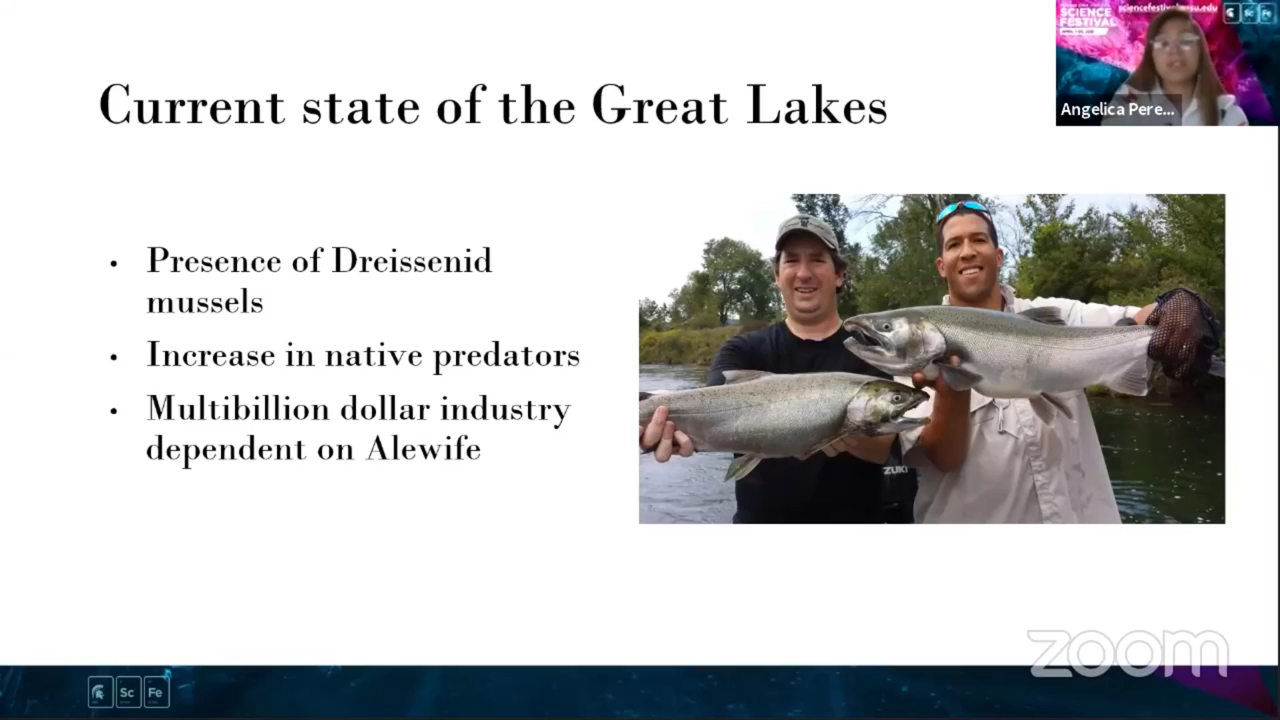 SCIENCE
FESTIVAL
Angelica Pere...
Current state of the Great Lakes
• Presence of Dreissenid
mussels
• Increase in native predators
• Multibillion dollar industry
dependent on Alewife
ZUKI
zoom
Sc
Fe